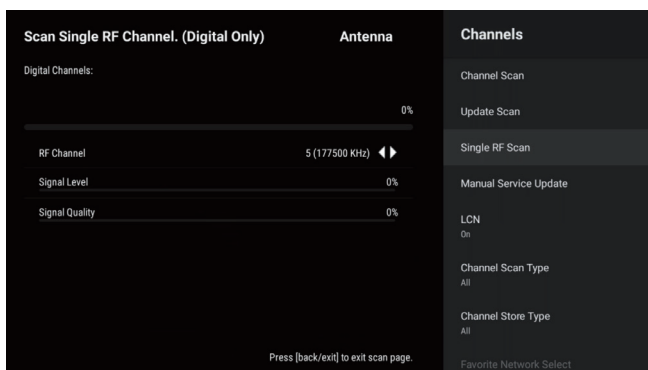 Scan Single RF Channel. (Digital Only)
Antenna
Digital Channels:
0%
RF Channel
5 (177500 KHz)
Signal Level
0%
Signal Quality
0%
Press [back/exit] to exit scan page.
Channels
Channel Scan
Update Scan
Single RF Scan
Manual Service Update
LCN
On
Channel Scan Type
All
Channel Store Type
All
Favorite Network Select